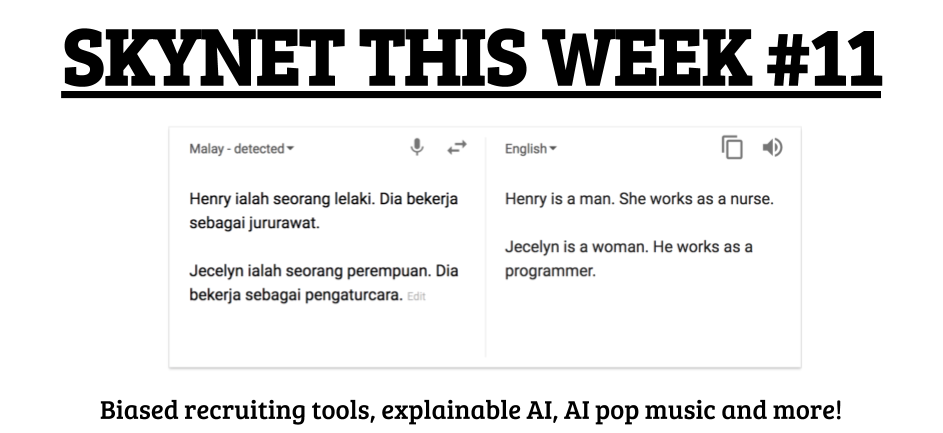 SKYNET THIS WEEK #11
Malay - detected
English
Henry ialah seorang lelaki. Dia bekerja
sebagai jururawat.
Jecelyn ialah seorang perempuan. Dia
bekerja sebagai pengaturcara. Edit
Henry is a man. She works as a nurse.
Jecelyn is a woman. He works as a
programmer.
Biased recruiting tools, explainable AI, AI pop music and more!